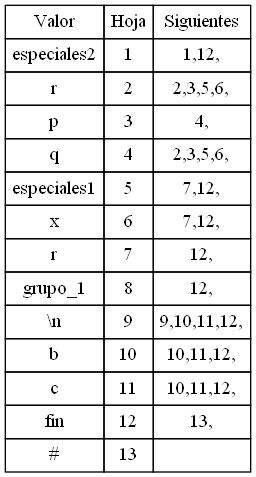 Valor Hoja Siguientes
especiales2 1 1,12,
r 2 2,3,5,6,
p 3 4,
q 4 2,3,5,6,
especiales1 5 7,12,
x 6 7,12,
r 7 12,
grupo_1 8 12,
\n 9 9,10,11,12,
b 10 10,11,12,
c 11 10,11,12,
fin 12 13,
# 13